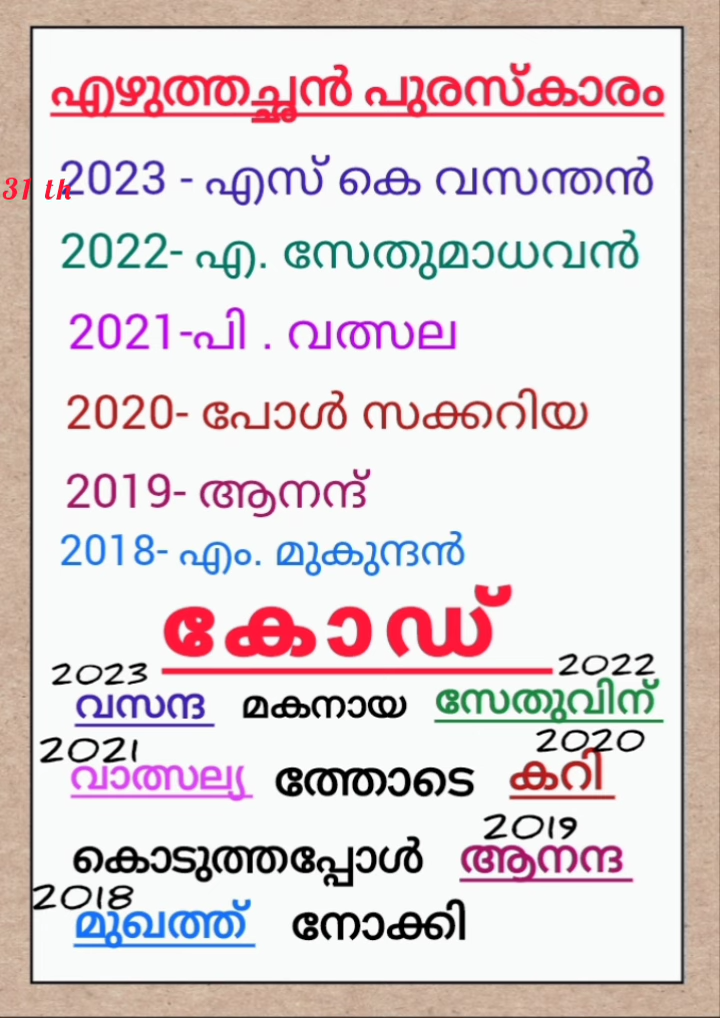 എഴുത്തച്ഛൻ പുരസ്കാരം
31 th
2023 - എസ് കെ വസന്തൻ
2022- എ. സേതുമാധവൻ
2021-പി . വത്സല
2020- പോൾ സക്കറിയ
2019- ആനന്ദ്
2018- എം. മുകുന്ദൻ
കോഡ്
2023 2022
വസന്ദ മകനായ സേതുവിന്
2021 2020
വാത്സല്യ ത്തോടെ കറി
2019
കൊടുത്തപ്പോൾ ആനന്ദ
2018
മുഖത്ത് നോക്കി